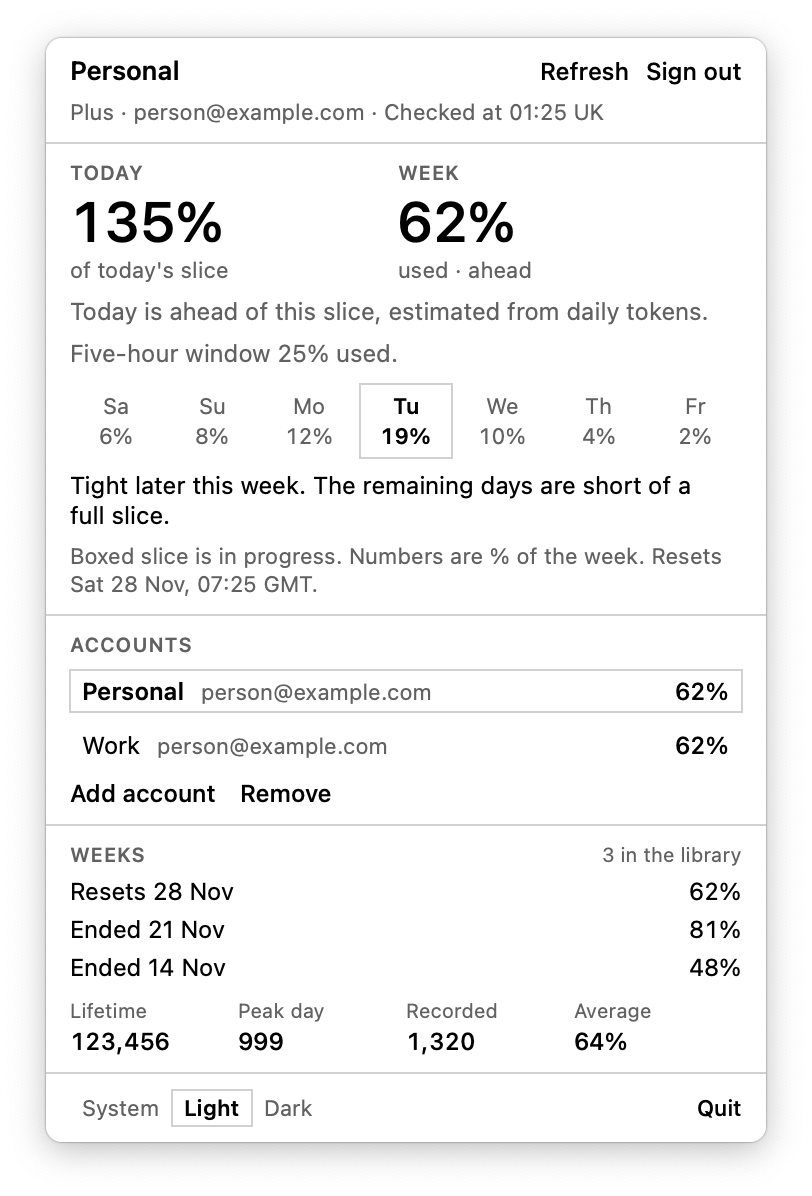 Personal Refresh Sign out
Plus · person@example.com · Checked at 01:25 UK
TODAY WEEK
135% 62%
of today's slice used · ahead
Today is ahead of this slice, estimated from daily tokens.
Five-hour window 25% used.
Sa Su Mo Tu We Th Fr
6% 8% 12% 19% 10% 4% 2%
Tight later this week. The remaining days are short of a
full slice.
Boxed slice is in progress. Numbers are % of the week. Resets
Sat 28 Nov, 07:25 GMT.
ACCOUNTS
Personal person@example.com 62%
Work person@example.com 62%
Add account Remove
WEEKS 3 in the library
Resets 28 Nov 62%
Ended 21 Nov 81%
Ended 14 Nov 48%
Lifetime Peak day Recorded Average
123,456 999 1,320 64%
System Light Dark Quit